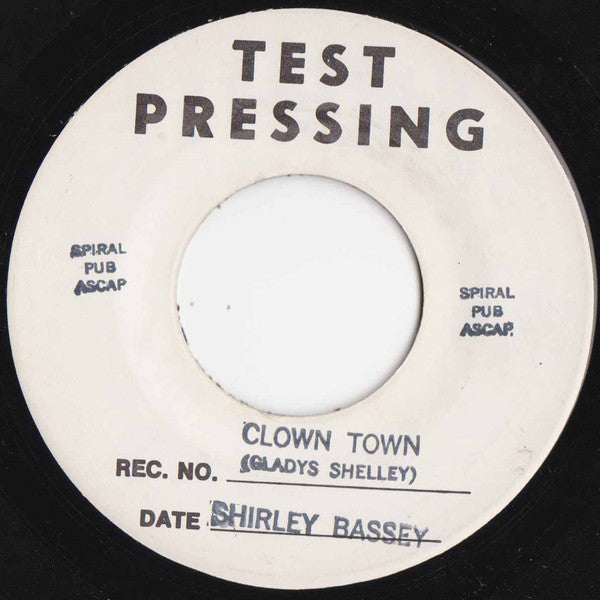 TEST
PRESSING
SPIRAL
PUB
ASCAP
SPIRAL
PUB
ASCAP.
CLOWN TOWN
REC. NO. (GLADYS SHELLEY)
DATE SHIRLEY BASSEY